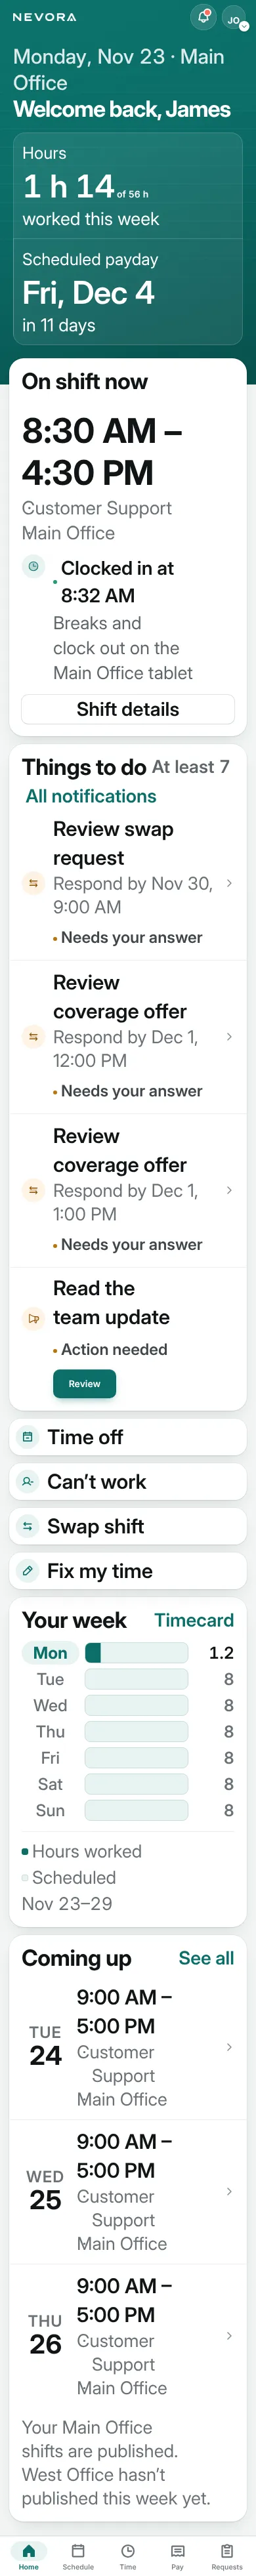 NEVORA
JO
Monday, Nov 23 · Main
Office
Welcome back, James
Hours
1 h 14 of 56 h
worked this week
Scheduled payday
Fri, Dec 4
in 11 days
On shift now
8:30 AM –
4:30 PM
Customer Support
Main Office
Clocked in at
8:32 AM
Breaks and
clock out on the
Main Office tablet
Shift details
Things to do At least 7
All notifications
Review swap
request
Respond by Nov 30,
9:00 AM
Needs your answer
Review
coverage offer
Respond by Dec 1,
12:00 PM
Needs your answer
Review
coverage offer
Respond by Dec 1,
1:00 PM
Needs your answer
Read the
team update
Action needed
Review
Time off
Can't work
Swap shift
Fix my time
Your week Timecard
Mon 1.2
Tue 8
Wed 8
Thu 8
Fri 8
Sat 8
Sun 8
Hours worked
Scheduled
Nov 23–29
Coming up See all
TUE
24
9:00 AM –
5:00 PM
Customer
Support
Main Office
WED
25
9:00 AM –
5:00 PM
Customer
Support
Main Office
THU
26
9:00 AM –
5:00 PM
Customer
Support
Main Office
Your Main Office
shifts are published.
West Office hasn't
published this week yet.
Home Schedule Time Pay Requests